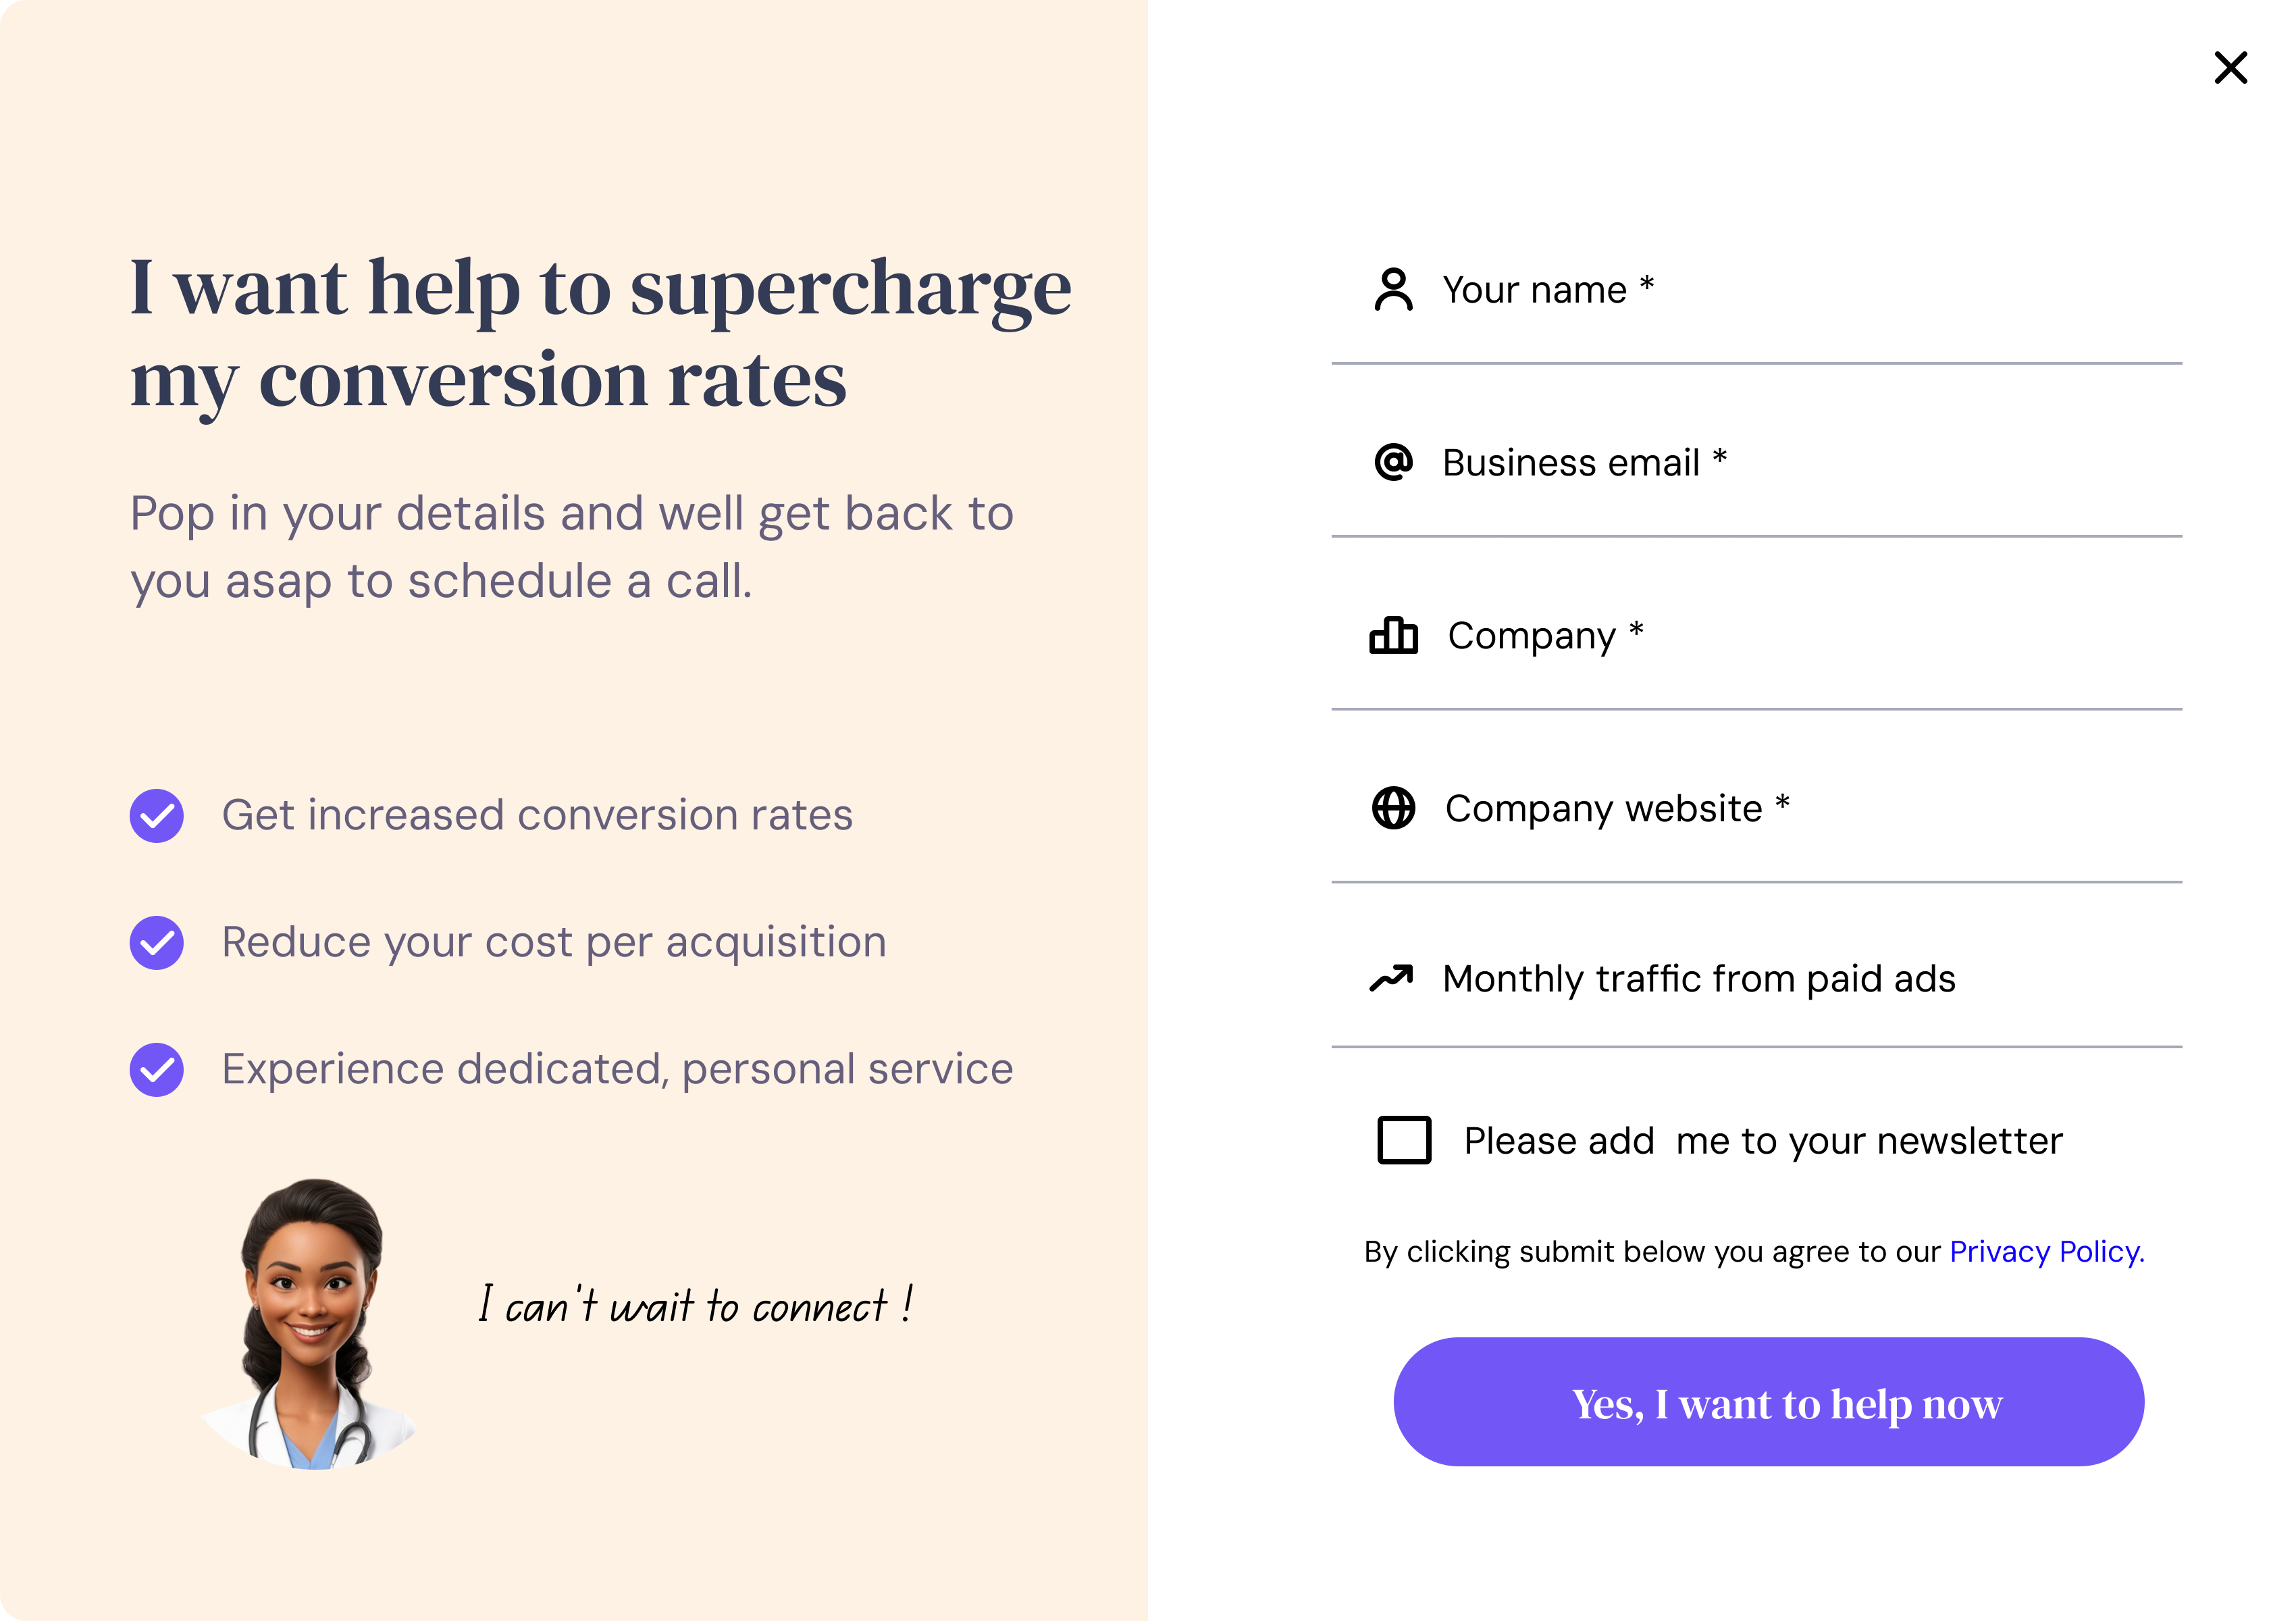 I want help to supercharge
my conversion rates
Pop in your details and well get back to
you asap to schedule a call.
Get increased conversion rates
Reduce your cost per acquisition
Experience dedicated, personal service
I can't wait to connect !
Your name *
Business email *
Company *
Company website *
Monthly traffic from paid ads
Please add  me to your newsletter
By clicking submit below you agree to our Privacy Policy.
Yes, I want to help now